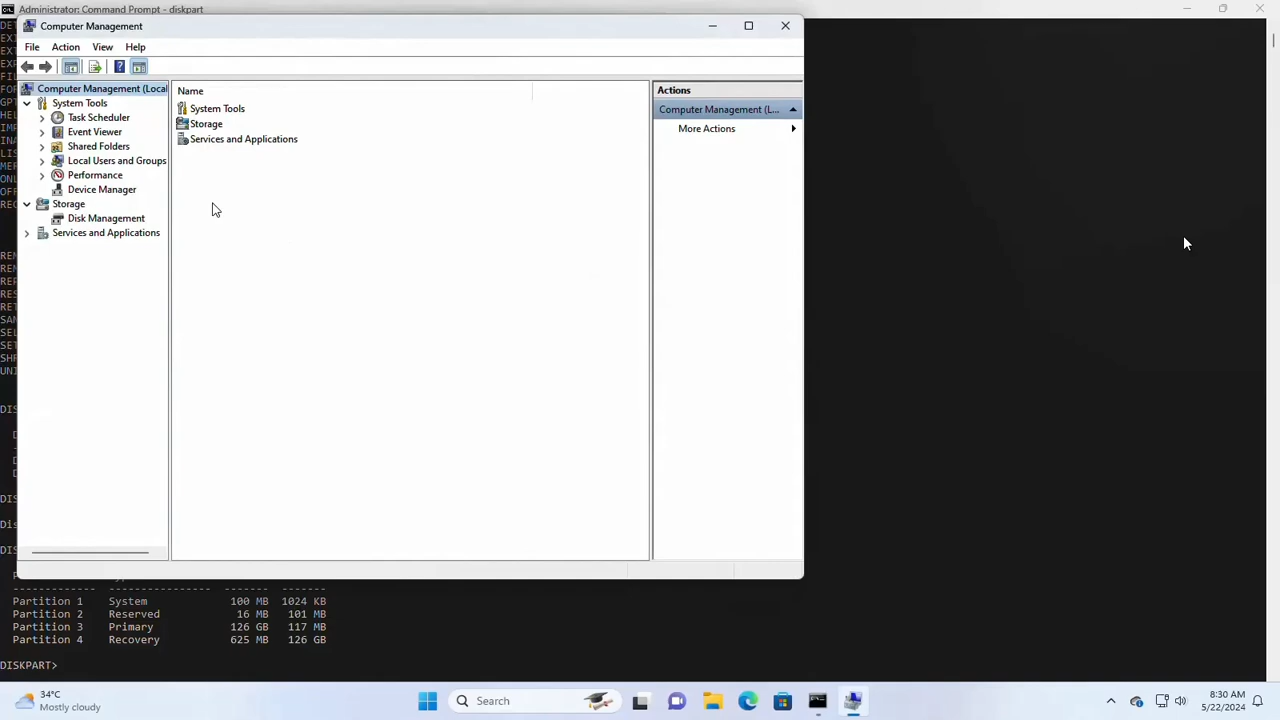 Administrator: Command Prompt - diskpart
Computer Management
File Action View Help
Computer Management (Local
System Tools
Task Scheduler
Event Viewer
Shared Folders
Local Users and Groups
Performance
Device Manager
Storage
Disk Management
Services and Applications
Name
System Tools
Storage
Services and Applications
Actions
Computer Management (L...
More Actions
Partition 1 System 100 MB 1024 KB
Partition 2 Reserved 16 MB 101 MB
Partition 3 Primary 126 GB 117 MB
Partition 4 Recovery 625 MB 126 GB
DISKPART>
34°C
Mostly cloudy
Search
8:30 AM
5/22/2024